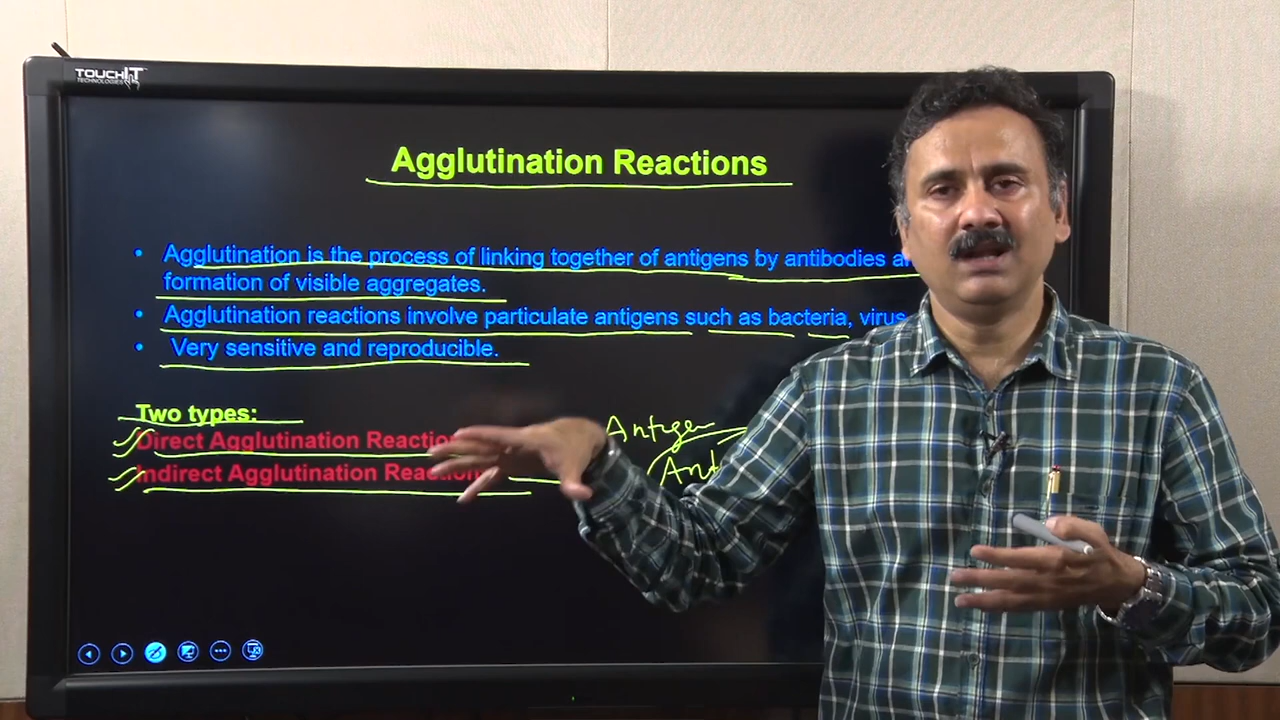 TOUCHIT
TECHNOLOGIES
Agglutination Reactions
• Agglutination is the process of linking together of antigens by antibodies
formation of visible aggregates.
• Agglutination reactions involve particulate antigens such as bacteria, virus
• Very sensitive and reproducible.
Two types:
Direct Agglutination
Antigen
Indirect Agglutination